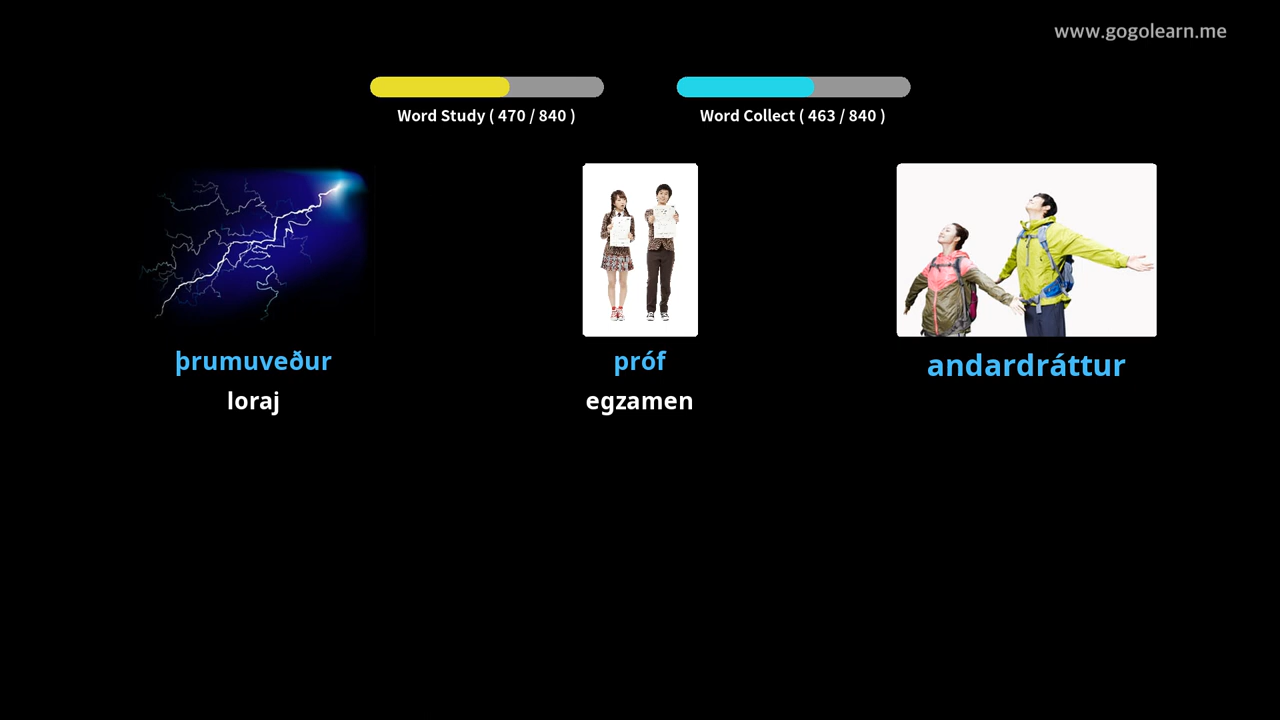 www.gogolearn.me
Word Study ( 470 / 840 )
Word Collect ( 463 / 840 )
þrumuveður
próf
andardráttur
loraj
egzamen